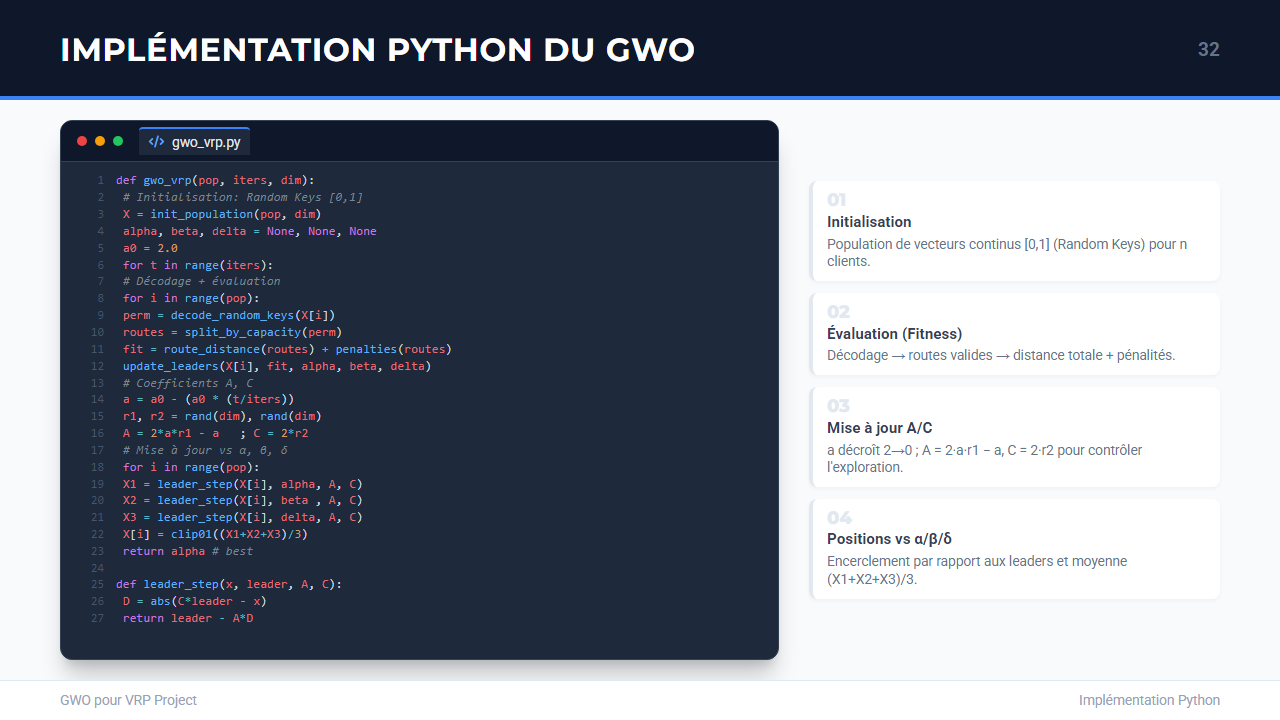 IMPLÉMENTATION PYTHON DU GWO
32
</> gwo_vrp.py
1 def gwo_vrp(pop, iters, dim):
2 # Initialisation: Random Keys [0,1]
3 X = init_population(pop, dim)
4 alpha, beta, delta = None, None, None
5 a0 = 2.0
6 for t in range(iters):
7 # Décodage + évaluation
8 for i in range(pop):
9 perm = decode_random_keys(X[i])
10 routes = split_by_capacity(perm)
11 fit = route_distance(routes) + penalties(routes)
12 update_leaders(X[i], fit, alpha, beta, delta)
13 # Coefficients A, C
14 a = a0 - (a0 * (t/iters))
15 r1, r2 = rand(dim), rand(dim)
16 A = 2*a*r1 - a   ; C = 2*r2
17 # Mise à jour vs α, β, δ
18 for i in range(pop):
19 X1 = leader_step(X[i], alpha, A, C)
20 X2 = leader_step(X[i], beta , A, C)
21 X3 = leader_step(X[i], delta, A, C)
22 X[i] = clip01((X1+X2+X3)/3)
23 return alpha # best
24
25 def leader_step(x, leader, A, C):
26 D = abs(C*leader - x)
27 return leader - A*D
01
Initialisation
Population de vecteurs continus [0,1] (Random Keys) pour n
clients.
02
Évaluation (Fitness)
Décodage → routes valides → distance totale + pénalités.
03
Mise à jour A/C
a décroît 2→0 ; A = 2·a·r1 − a, C = 2·r2 pour contrôler
l'exploration.
04
Positions vs α/β/δ
Encerclement par rapport aux leaders et moyenne
(X1+X2+X3)/3.
GWO pour VRP Project
Implémentation Python